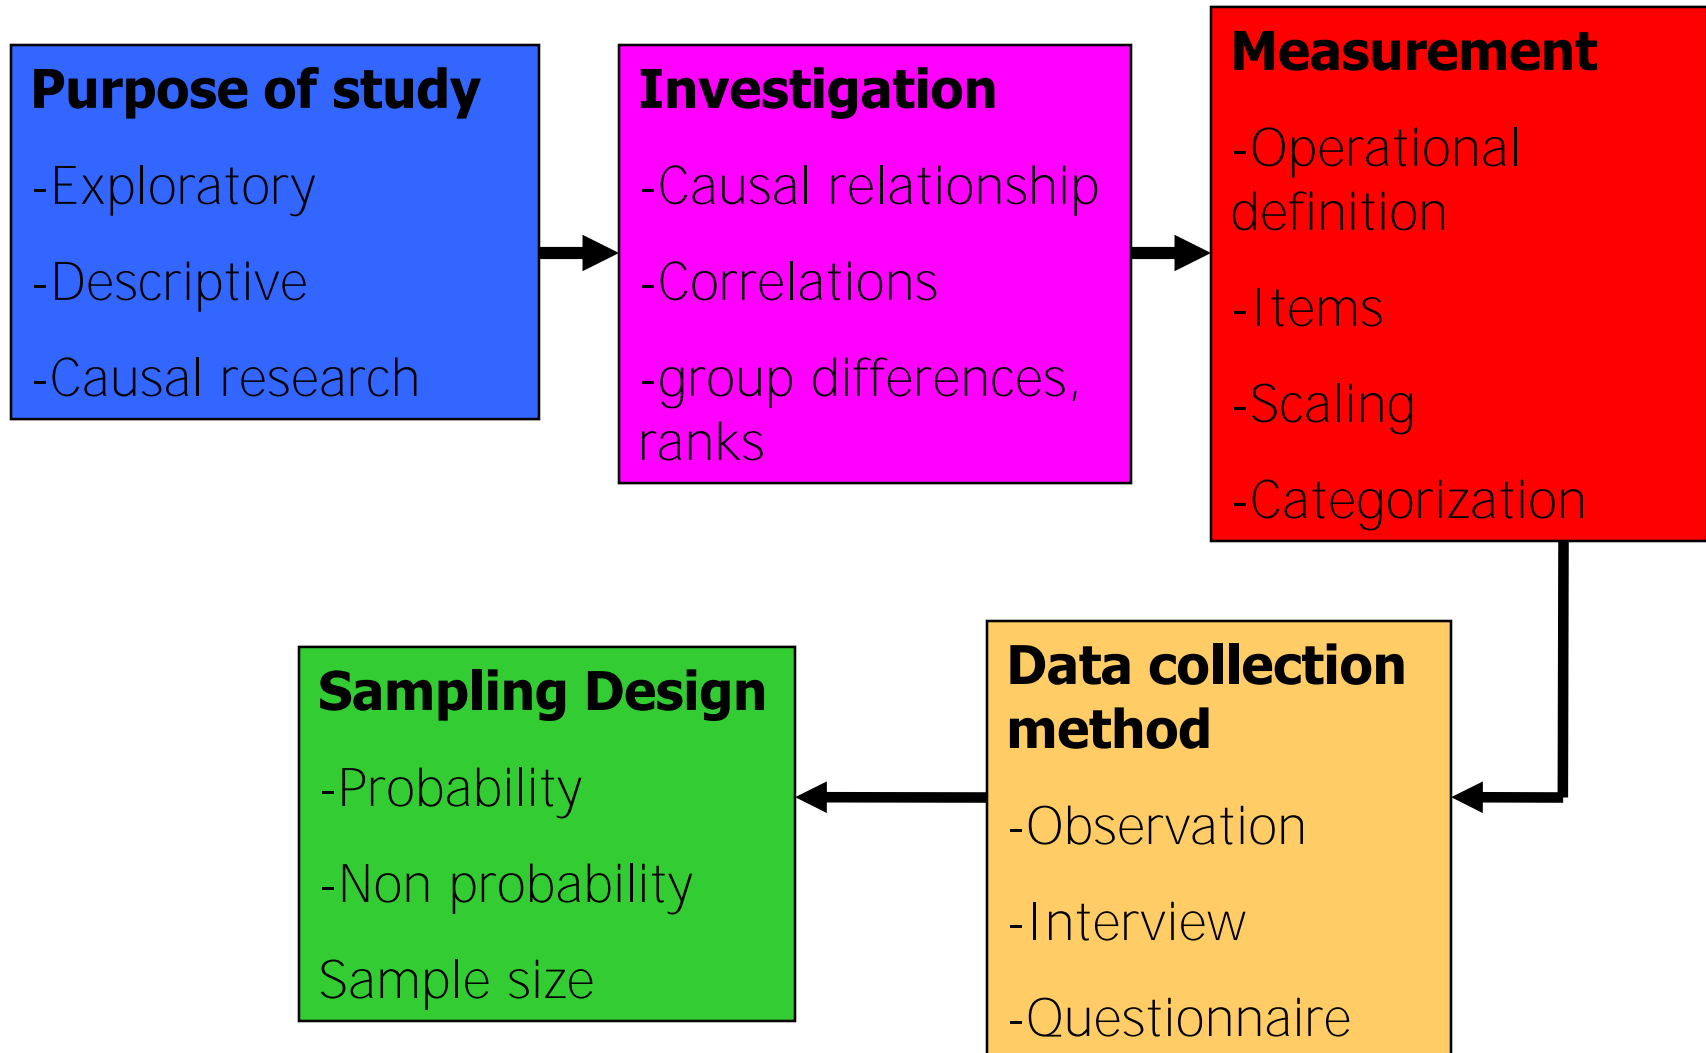 Purpose of study
-Exploratory
-Descriptive
-Causal research
Investigation
-Causal relationship
-Correlations
-group differences,
ranks
Measurement
-Operational
definition
-Items
-Scaling
-Categorization
Data collection
method
-Observation
-Interview
-Questionnaire
Sampling Design
-Probability
-Non probability
Sample size